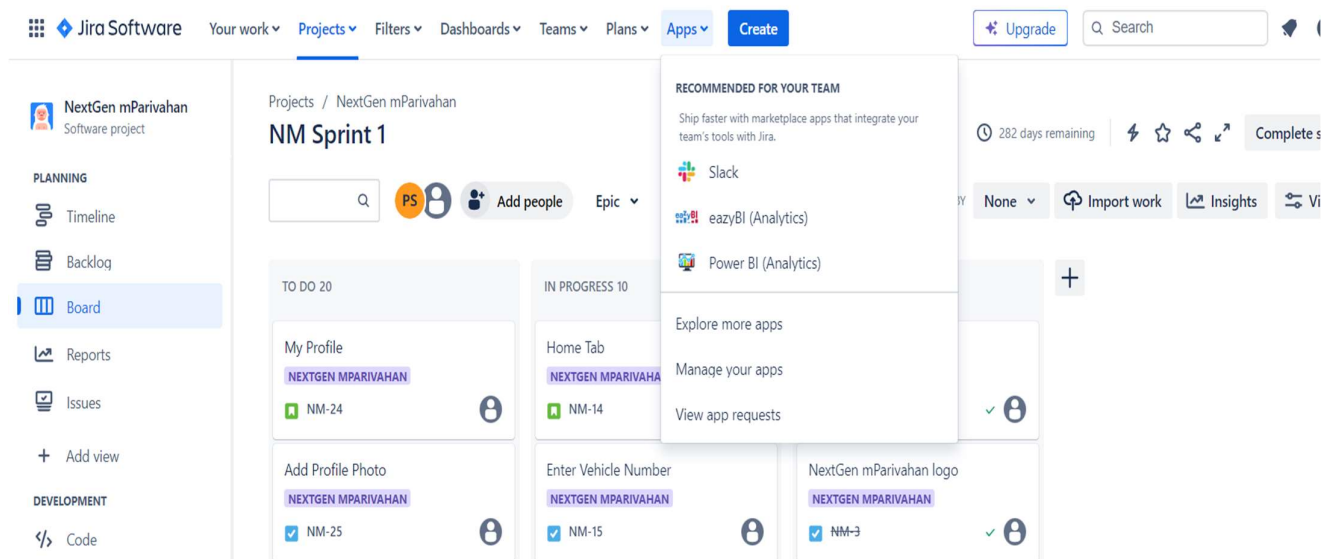 Jira Software Your work Projects Filters Dashboards Teams Plans Apps Create Upgrade Search
NextGen mParivahan
Software project
PLANNING
Timeline
Backlog
Board
Reports
Issues
Add view
DEVELOPMENT
Code
Projects / NextGen mParivahan
NM Sprint 1
282 days remaining Complete s
PS Add people Epic
None Import work Insights Vi
RECOMMENDED FOR YOUR TEAM
Ship faster with marketplace apps that integrate your
team's tools with Jira.
Slack
eazyBI eazyBI (Analytics)
Power BI (Analytics)
Explore more apps
Manage your apps
View app requests
TO DO 20
My Profile
NEXTGEN MPARIVAHAN
NM-24
Add Profile Photo
NEXTGEN MPARIVAHAN
NM-25
IN PROGRESS 10
Home Tab
NEXTGEN MPARIVAHA
NM-14
Enter Vehicle Number
NEXTGEN MPARIVAHAN
NM-15
NextGen mParivahan logo
NEXTGEN MPARIVAHAN
NM-3